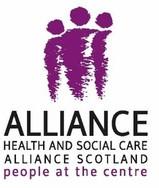 ALLIANCE
HEALTH AND SOCIAL CARE
ALLIANCE SCOTLAND
people at the centre